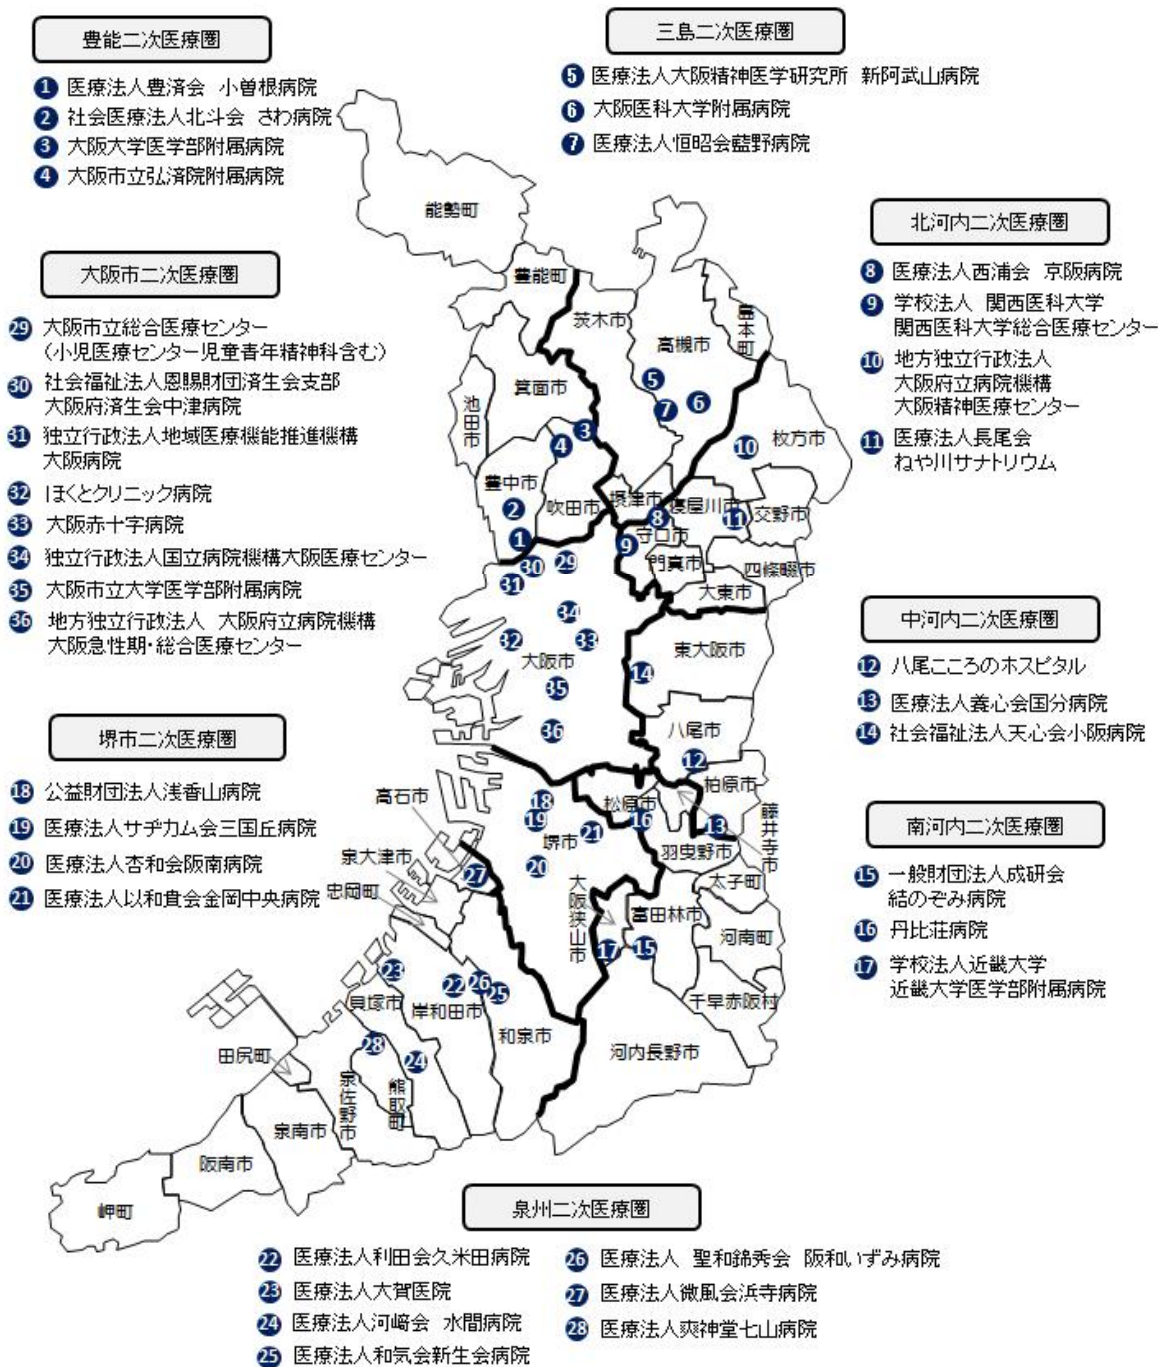 豊能二次医療圏
1 医療法人豊済会 小曽根病院
2 社会医療法人北斗会 さわ病院
3 大阪大学医学部附属病院
4 大阪市立弘済院附属病院
三島二次医療圏
5 医療法人大阪精神医学研究所 新阿武山病院
6 大阪医科大学附属病院
7 医療法人恒昭会藍野病院
北河内二次医療圏
8 医療法人西浦会 京阪病院
9 学校法人 関西医科大学
関西医科大学総合医療センター
10 地方独立行政法人
大阪府立病院機構
大阪精神医療センター
11 医療法人長尾会
ねや川サナトリウム
大阪市二次医療圏
29 大阪市立総合医療センター
(小児医療センター児童青年精神科含む)
30 社会福祉法人恩賜財団済生会支部
大阪府済生会中津病院
31 独立行政法人地域医療機能推進機構
大阪病院
32 ほくとクリニック病院
33 大阪赤十字病院
34 独立行政法人国立病院機構大阪医療センター
35 大阪市立大学医学部附属病院
36 地方独立行政法人 大阪府立病院機構
大阪急性期・総合医療センター
中河内二次医療圏
12 八尾こころのホスピタル
13 医療法人養心会国分病院
14 社会福祉法人天心会小阪病院
堺市二次医療圏
18 公益財団法人浅香山病院
19 医療法人サヂカム会三国丘病院
20 医療法人杏和会阪南病院
21 医療法人以和貴会金岡中央病院
南河内二次医療圏
15 一般財団法人成研会
結のぞみ病院
16 丹比荘病院
17 学校法人近畿大学
近畿大学医学部附属病院
能勢町
豊能町
茨木市
高槻市
島本町
箕面市
池田市
5
7
6
3
4
10
枚方市
豊中市
2
1
吹田市
摂津市
寝屋川市
8
11
交野市
守口市
9
門真市
四條畷市
大東市
30
29
31
34
32
33
大阪市
35
36
東大阪市
14
八尾市
12
柏原市
藤井寺市
松原市
16
13
羽曳野市
太子町
18
19
21
堺市
20
高石市
泉大津市
忠岡町
27
大阪狭山市
富田林市
17
15
河南町
千早赤阪村
河内長野市
23
22
26
25
貝塚市
岸和田市
和泉市
28
24
田尻町
泉佐野市
熊取町
泉南市
阪南市
岬町
泉州二次医療圏
22 医療法人利田会久米田病院
23 医療法人大賀医院
24 医療法人河﨑会 水間病院
25 医療法人和気会新生会病院
26 医療法人 聖和錦秀会 阪和いずみ病院
27 医療法人微風会浜寺病院
28 医療法人爽神堂七山病院